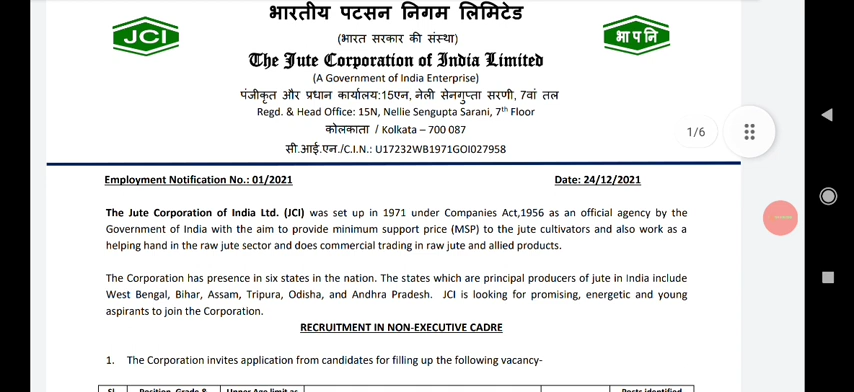 भारतीय पटसन निगम लिमिटेड
JCI
भा प नि
(भारत सरकार की संस्था)
The Jute Corporation of India Limited
(A Government of India Enterprise)
पंजीकृत और प्रधान कार्यालय:15एन, नेली सेनगुप्ता सरणी, 7वां तल
Regd. & Head Office: 15N, Nellie Sengupta Sarani, 7th Floor
कोलकाता / Kolkata – 700 087
1/6
सी.आई.एन./C.I.N.: U17232WB1971GOI027958
Employment Notification No.: 01/2021 Date: 24/12/2021
The Jute Corporation of India Ltd. (JCI) was set up in 1971 under Companies Act,1956 as an official agency by the
Government of India with the aim to provide minimum support price (MSP) to the jute cultivators and also work as a
helping hand in the raw jute sector and does commercial trading in raw jute and allied products.
The Corporation has presence in six states in the nation. The states which are principal producers of jute in India include
West Bengal, Bihar, Assam, Tripura, Odisha, and Andhra Pradesh. JCI is looking for promising, energetic and young
aspirants to join the Corporation.
RECRUITMENT IN NON-EXECUTIVE CADRE
1. The Corporation invites application from candidates for filling up the following vacancy-
Sl Position, Grade & Upper Age limit as Posts identified